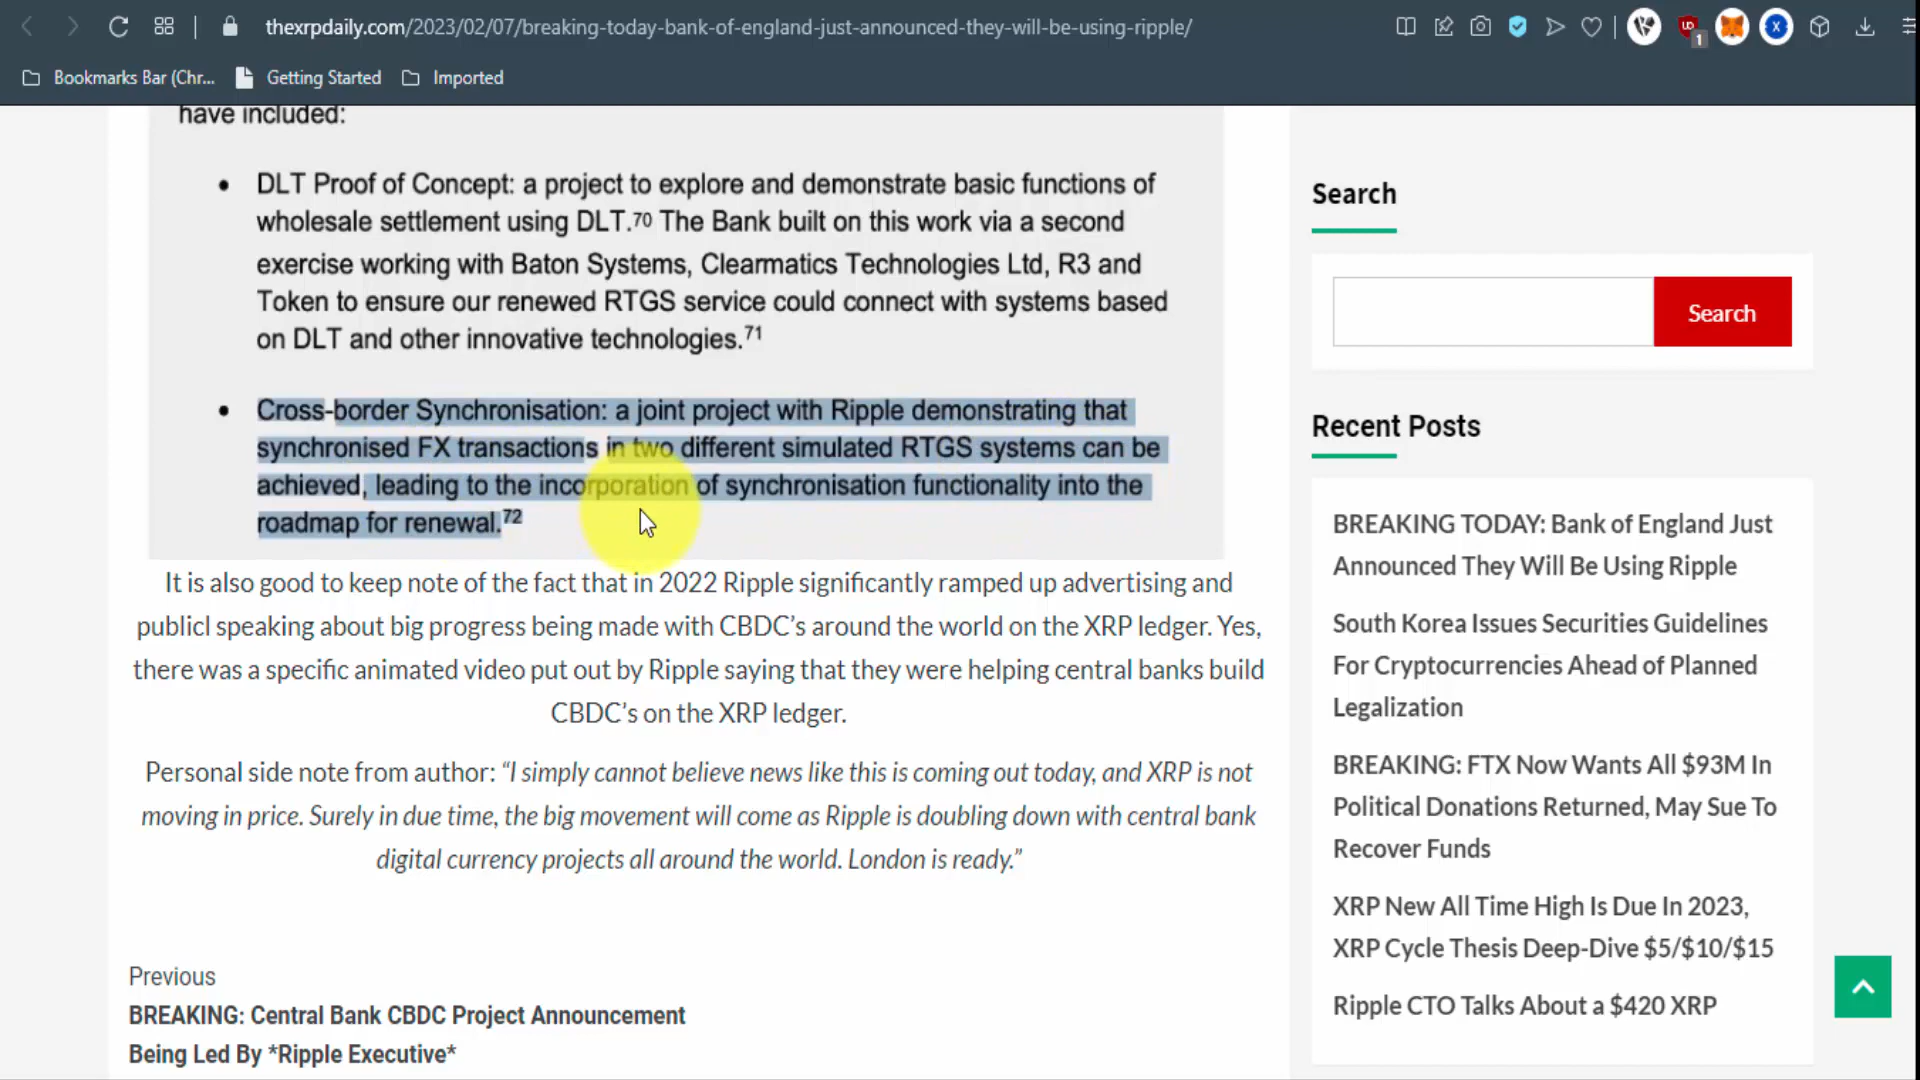 thexrpdaily.com/2023/02/07/breaking-today-bank-of-england-just-announced-they-will-be-using-ripple/
1
Bookmarks Bar (Chr... Getting Started Imported
have included:
• DLT Proof of Concept: a project to explore and demonstrate basic functions of
wholesale settlement using DLT.70 The Bank built on this work via a second
exercise working with Baton Systems, Clearmatics Technologies Ltd, R3 and
Token to ensure our renewed RTGS service could connect with systems based
on DLT and other innovative technologies.71
• Cross-border Synchronisation: a joint project with Ripple demonstrating that
synchronised FX transactions in two different simulated RTGS systems can be
achieved, leading to the incorporation of synchronisation functionality into the
roadmap for renewal.72
It is also good to keep note of the fact that in 2022 Ripple significantly ramped up advertising and
publicl speaking about big progress being made with CBDC’s around the world on the XRP ledger. Yes,
there was a specific animated video put out by Ripple saying that they were helping central banks build
CBDC’s on the XRP ledger.
Personal side note from author: “I simply cannot believe news like this is coming out today, and XRP is not
moving in price. Surely in due time, the big movement will come as Ripple is doubling down with central bank
digital currency projects all around the world. London is ready.”
Previous
BREAKING: Central Bank CBDC Project Announcement
Being Led By *Ripple Executive*
Search
Search
Recent Posts
BREAKING TODAY: Bank of England Just
Announced They Will Be Using Ripple
South Korea Issues Securities Guidelines
For Cryptocurrencies Ahead of Planned
Legalization
BREAKING: FTX Now Wants All $93M In
Political Donations Returned, May Sue To
Recover Funds
XRP New All Time High Is Due In 2023,
XRP Cycle Thesis Deep-Dive $5/$10/$15
Ripple CTO Talks About a $420 XRP